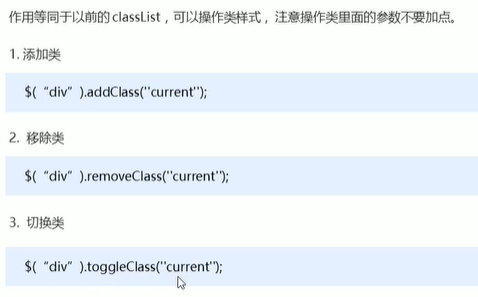 作用等同于以前的 classList，可以操作类样式，注意操作类里面的参数不要加点。
1. 添加类
$(“div”).addClass(''current'');
2. 移除类
$(“div”).removeClass(''current'');
3. 切换类
$(“div”).toggleClass(''current'');